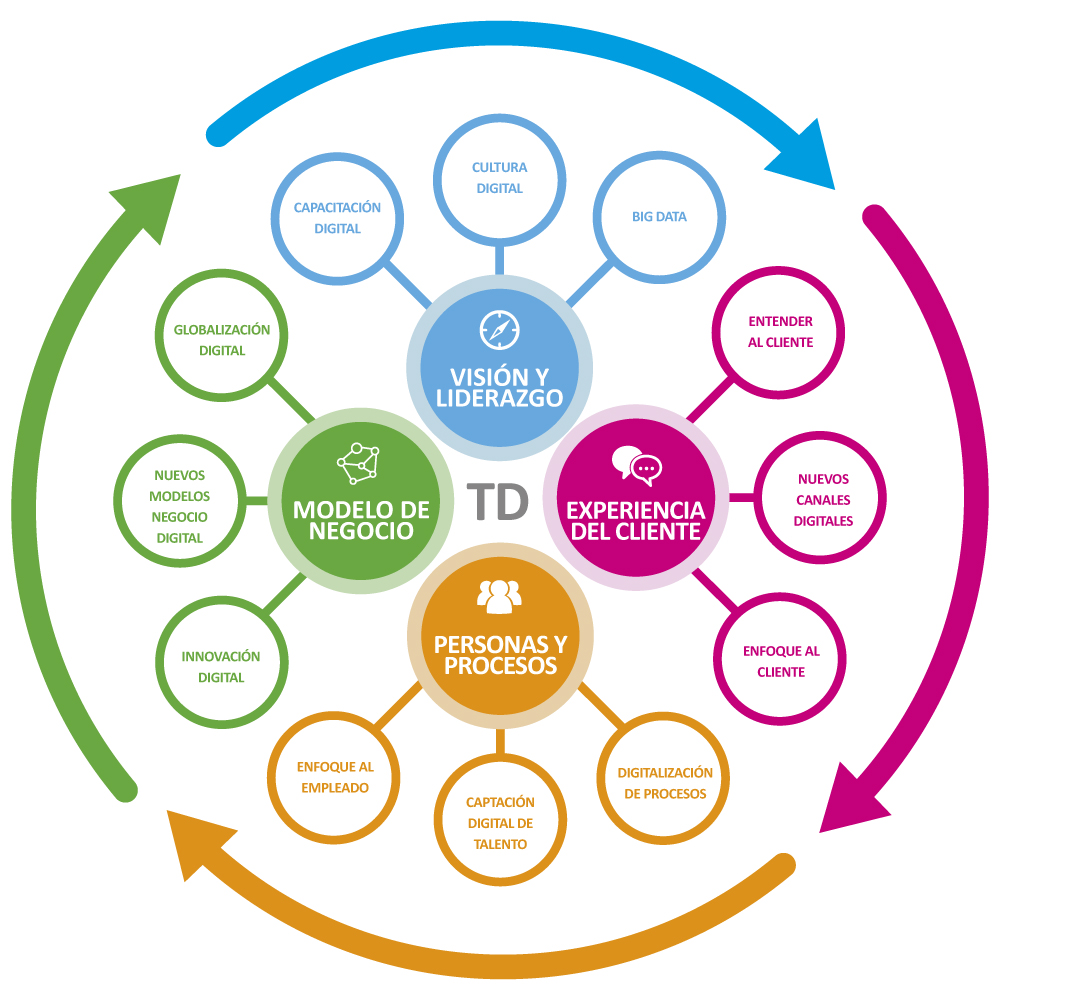 CULTURA
DIGITAL
CAPACITACIÓN
DIGITAL
BIG DATA
VISIÓN Y
LIDERAZGO
ENTENDER
AL CLIENTE
NUEVOS
CANALES
DIGITALES
ENFOQUE AL
CLIENTE
EXPERIENCIA
DEL CLIENTE
TD
GLOBALIZACIÓN
DIGITAL
NUEVOS
MODELOS
NEGOCIO
DIGITAL
INNOVACIÓN
DIGITAL
MODELO DE
NEGOCIO
PERSONAS Y
PROCESOS
ENFOQUE AL
EMPLEADO
CAPTACIÓN
DIGITAL DE
TALENTO
DIGITALIZACIÓN
DE PROCESOS